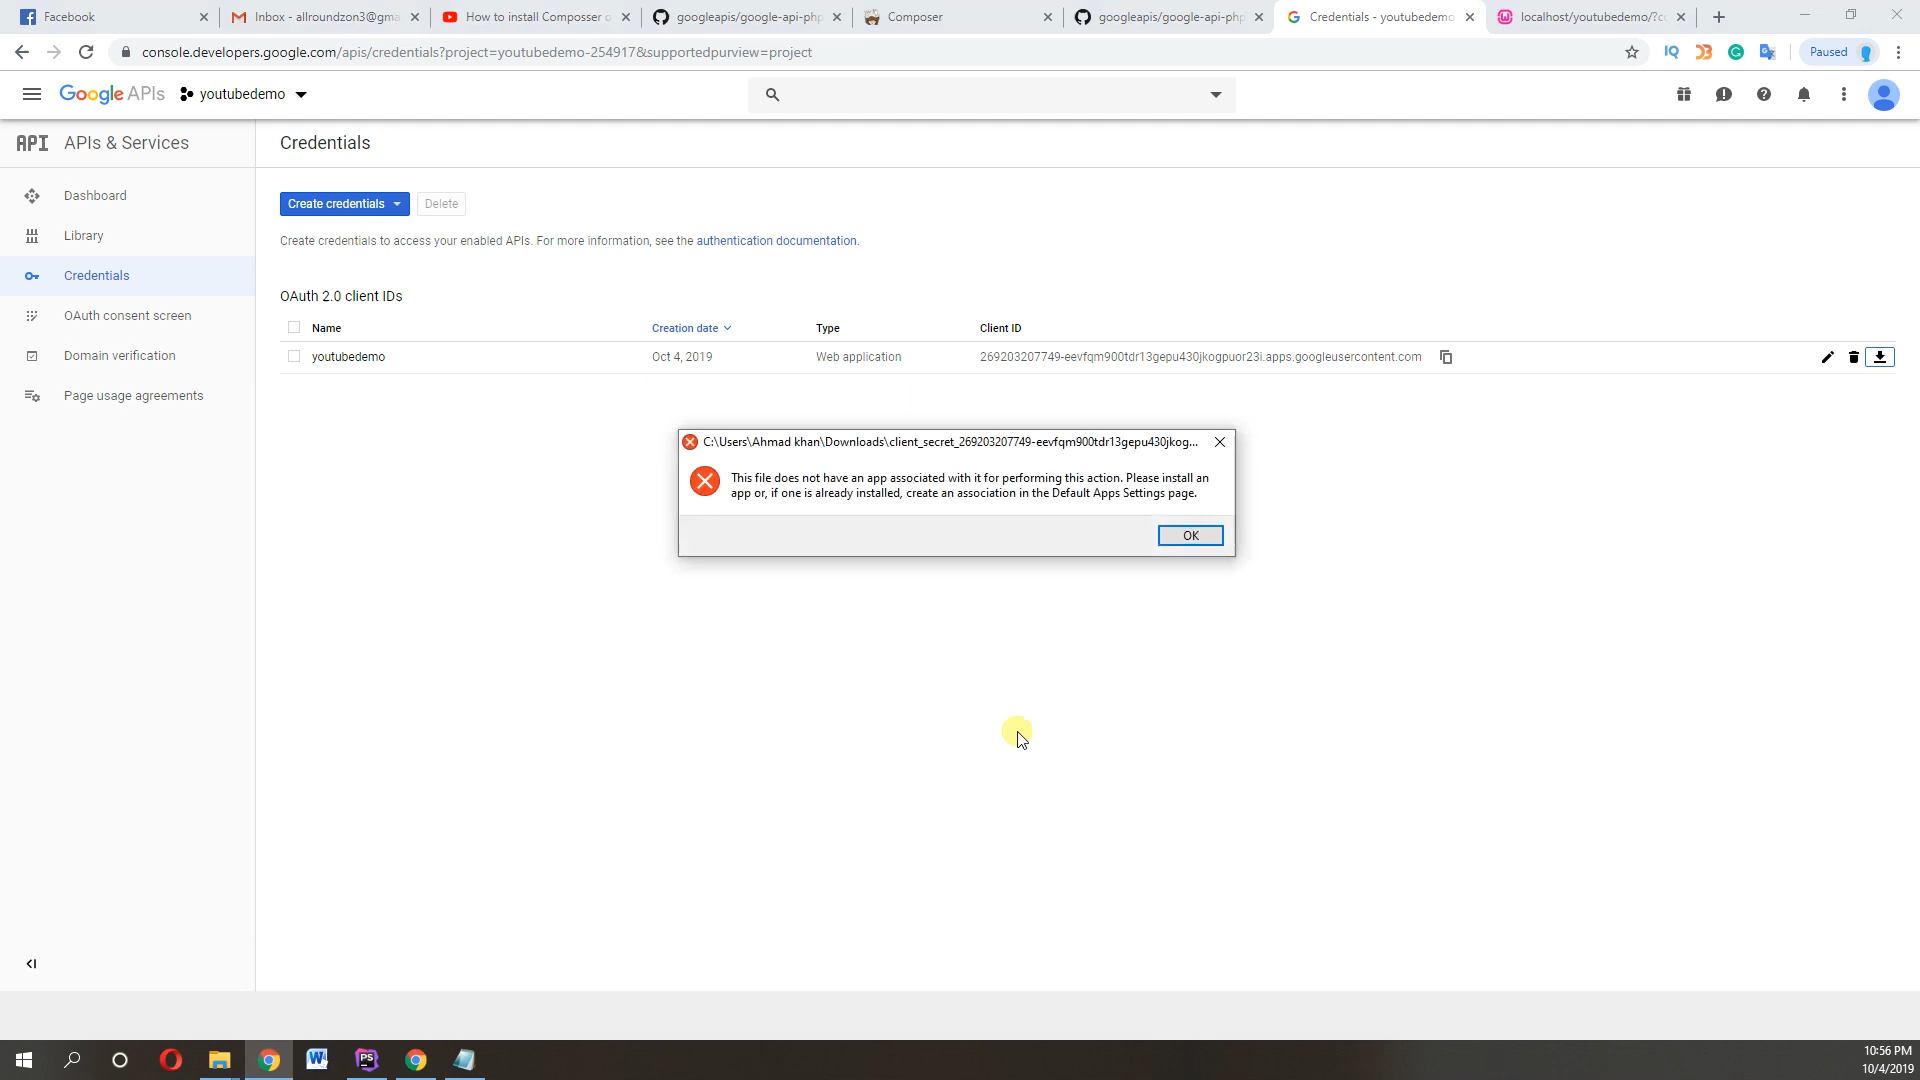 Facebook
Inbox - allroundzon3@gma
How to install Composser o
googleapis/google-api-php
Composer
googleapis/google-api-php
Credentials - youtubedemo
localhost/youtubedemo/?co
console.developers.google.com/apis/credentials?project=youtubedemo-254917&supportedpurview=project
IQ
Paused
Google APIs
youtubedemo
API APIs & Services
Credentials
Dashboard
Library
Credentials
OAuth consent screen
Domain verification
Page usage agreements
Create credentials
Delete
Create credentials to access your enabled APIs. For more information, see the authentication documentation.
OAuth 2.0 client IDs
Name
Creation date
Type
Client ID
youtubedemo
Oct 4, 2019
Web application
269203207749-eevfqm900tdr13gepu430jkogpuor23i.apps.googleusercontent.com
C:\Users\Ahmad khan\Downloads\client_secret_269203207749-eevfqm900tdr13gepu430jkog...
This file does not have an app associated with it for performing this action. Please install an
app or, if one is already installed, create an association in the Default Apps Settings page.
OK
PS
10:56 PM
10/4/2019